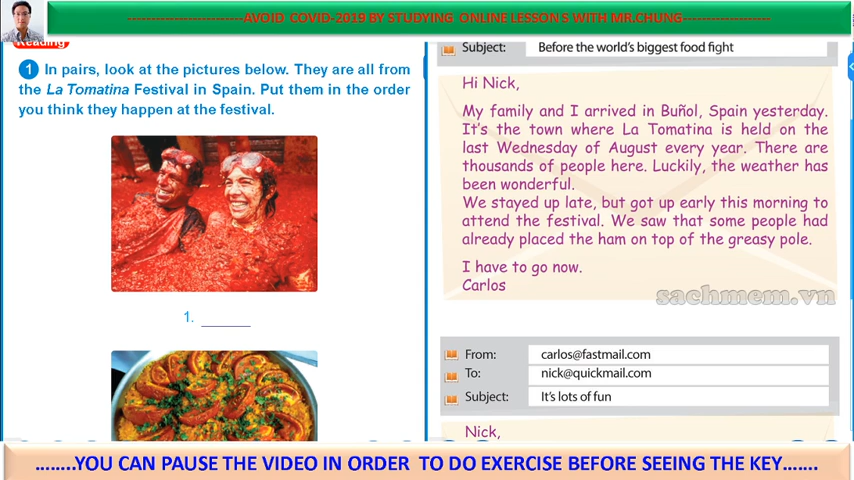 ---------------------------AVOID COVID-2019 BY STUDYING ONLINE LESSONS WITH MR.CHUNG--------------------
Reading
1 In pairs, look at the pictures below. They are all from
the La Tomatina Festival in Spain. Put them in the order
you think they happen at the festival.
1. _______
Subject: Before the world's biggest food fight
Hi Nick,
My family and I arrived in Buñol, Spain yesterday.
It's the town where La Tomatina is held on the
last Wednesday of August every year. There are
thousands of people here. Luckily, the weather has
been wonderful.
We stayed up late, but got up early this morning to
attend the festival. We saw that some people had
already placed the ham on top of the greasy pole.
I have to go now.
Carlos
sachmem.vn
From: carlos@fastmail.com
To: nick@quickmail.com
Subject: It's lots of fun
Nick,
........YOU CAN PAUSE THE VIDEO IN ORDER TO DO EXERCISE BEFORE SEEING THE KEY.......